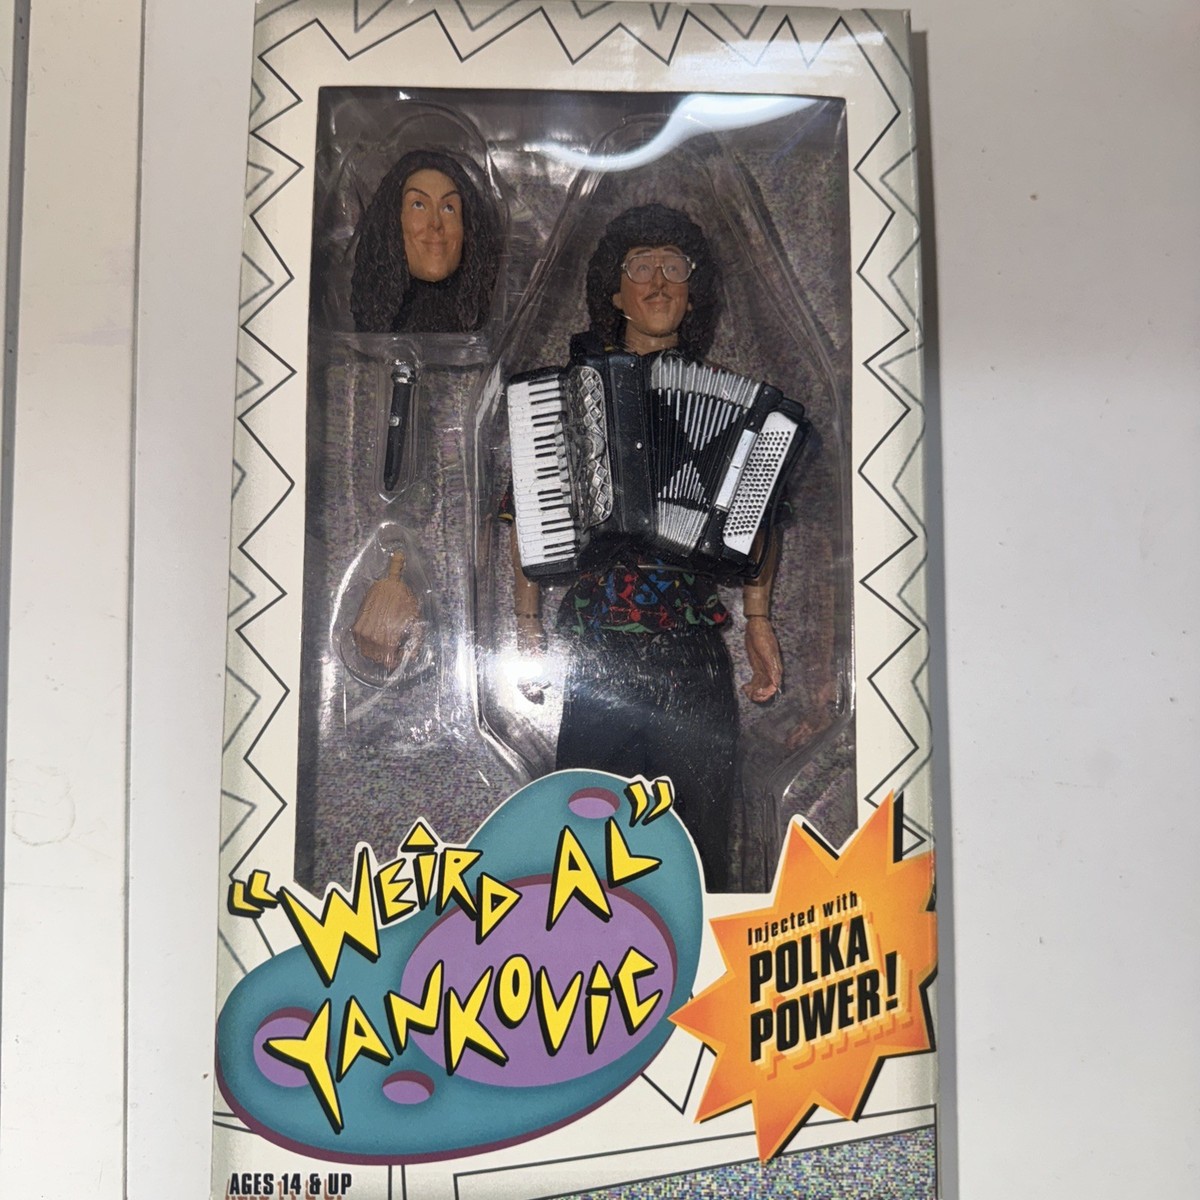 "WEIRD AL"
YANKOVIC
Injected with
POLKA
POWER!
AGES 14 & UP